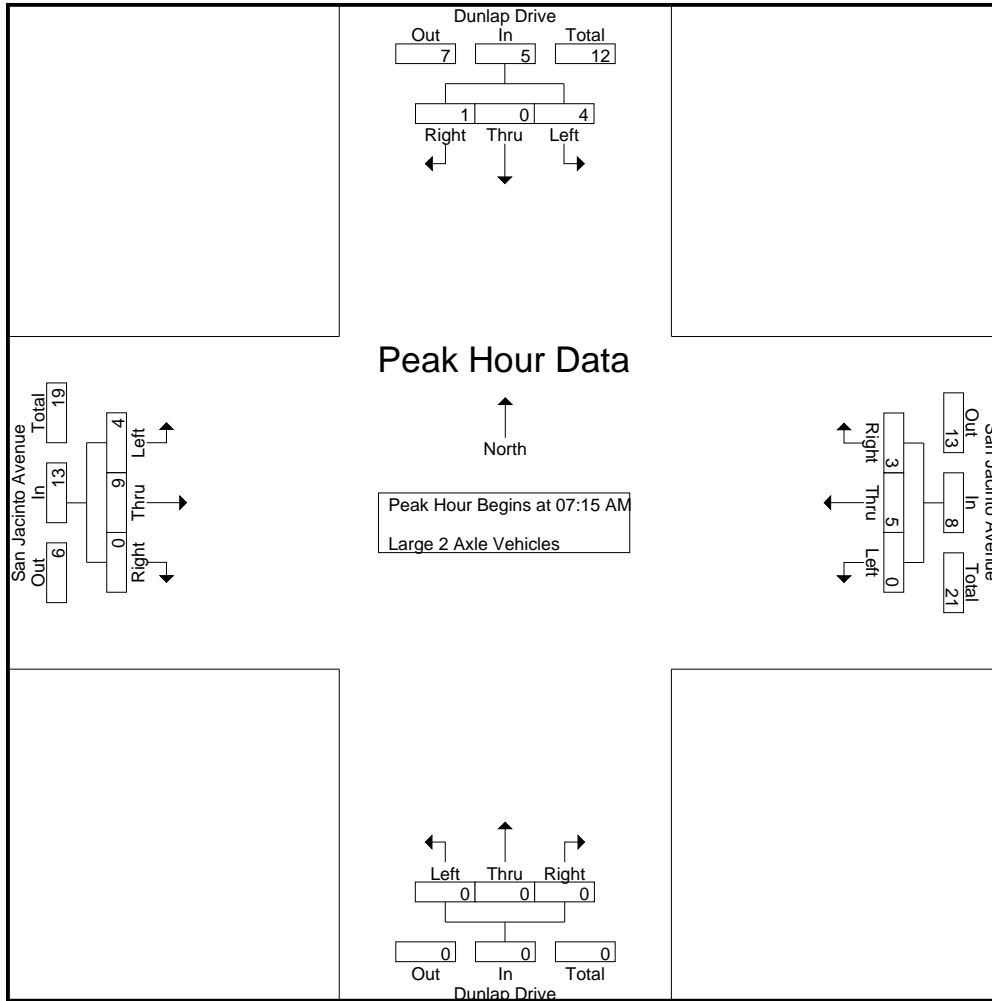 Dunlap Drive
Out In Total
7 5 12
1 0 4
Right Thru Left
Peak Hour Data
North
Peak Hour Begins at 07:15 AM
Large 2 Axle Vehicles
San Jacinto Avenue
Total In Out
19 13 6
4 9 0
Left Thru Right
San Jacinto Avenue
Out In Total
13 8 21
3 5 0
Right Thru Left
Left Thru Right
0 0 0
0 0 0
Out In Total
Dunlap Drive